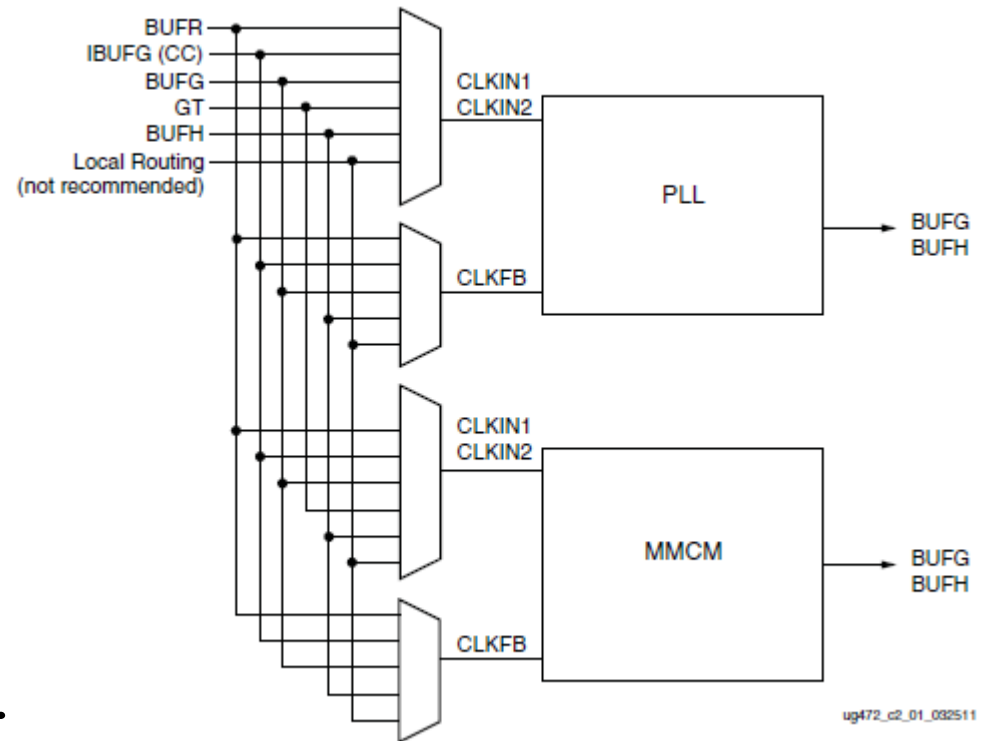 BUFR
IBUFG (CC)
BUFG
GT
BUFH
Local Routing
(not recommended)
CLKIN1
CLKIN2
PLL
BUFG
BUFH
CLKFB
CLKIN1
CLKIN2
MMCM
BUFG
BUFH
CLKFB
ug472_c2_01_032511